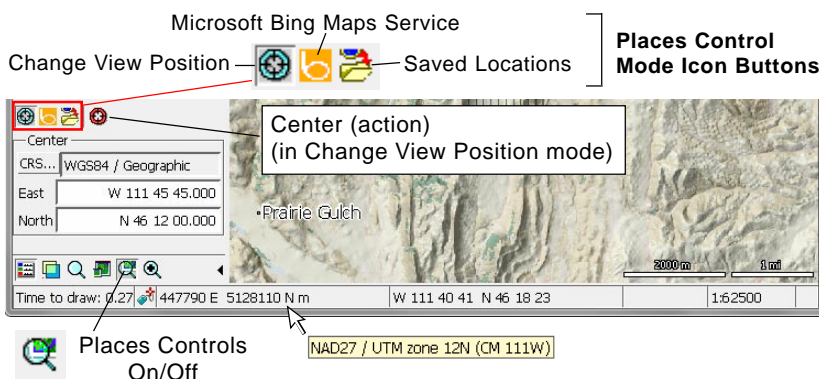 Microsoft Bing Maps Service
Change View Position
Saved Locations
Places Control
Mode Icon Buttons
Center (action)
(in Change View Position mode)
Center
CRS... WGS84 / Geographic
East W 111 45 45.000
North N 46 12 00.000
Prairie Gulch
2000 m 1 mi
Time to draw: 0.27 447790 E 5128110 N m W 111 40 41 N 46 18 23 1:62500
Places Controls
On/Off
NAD27 / UTM zone 12N (CM 111W)